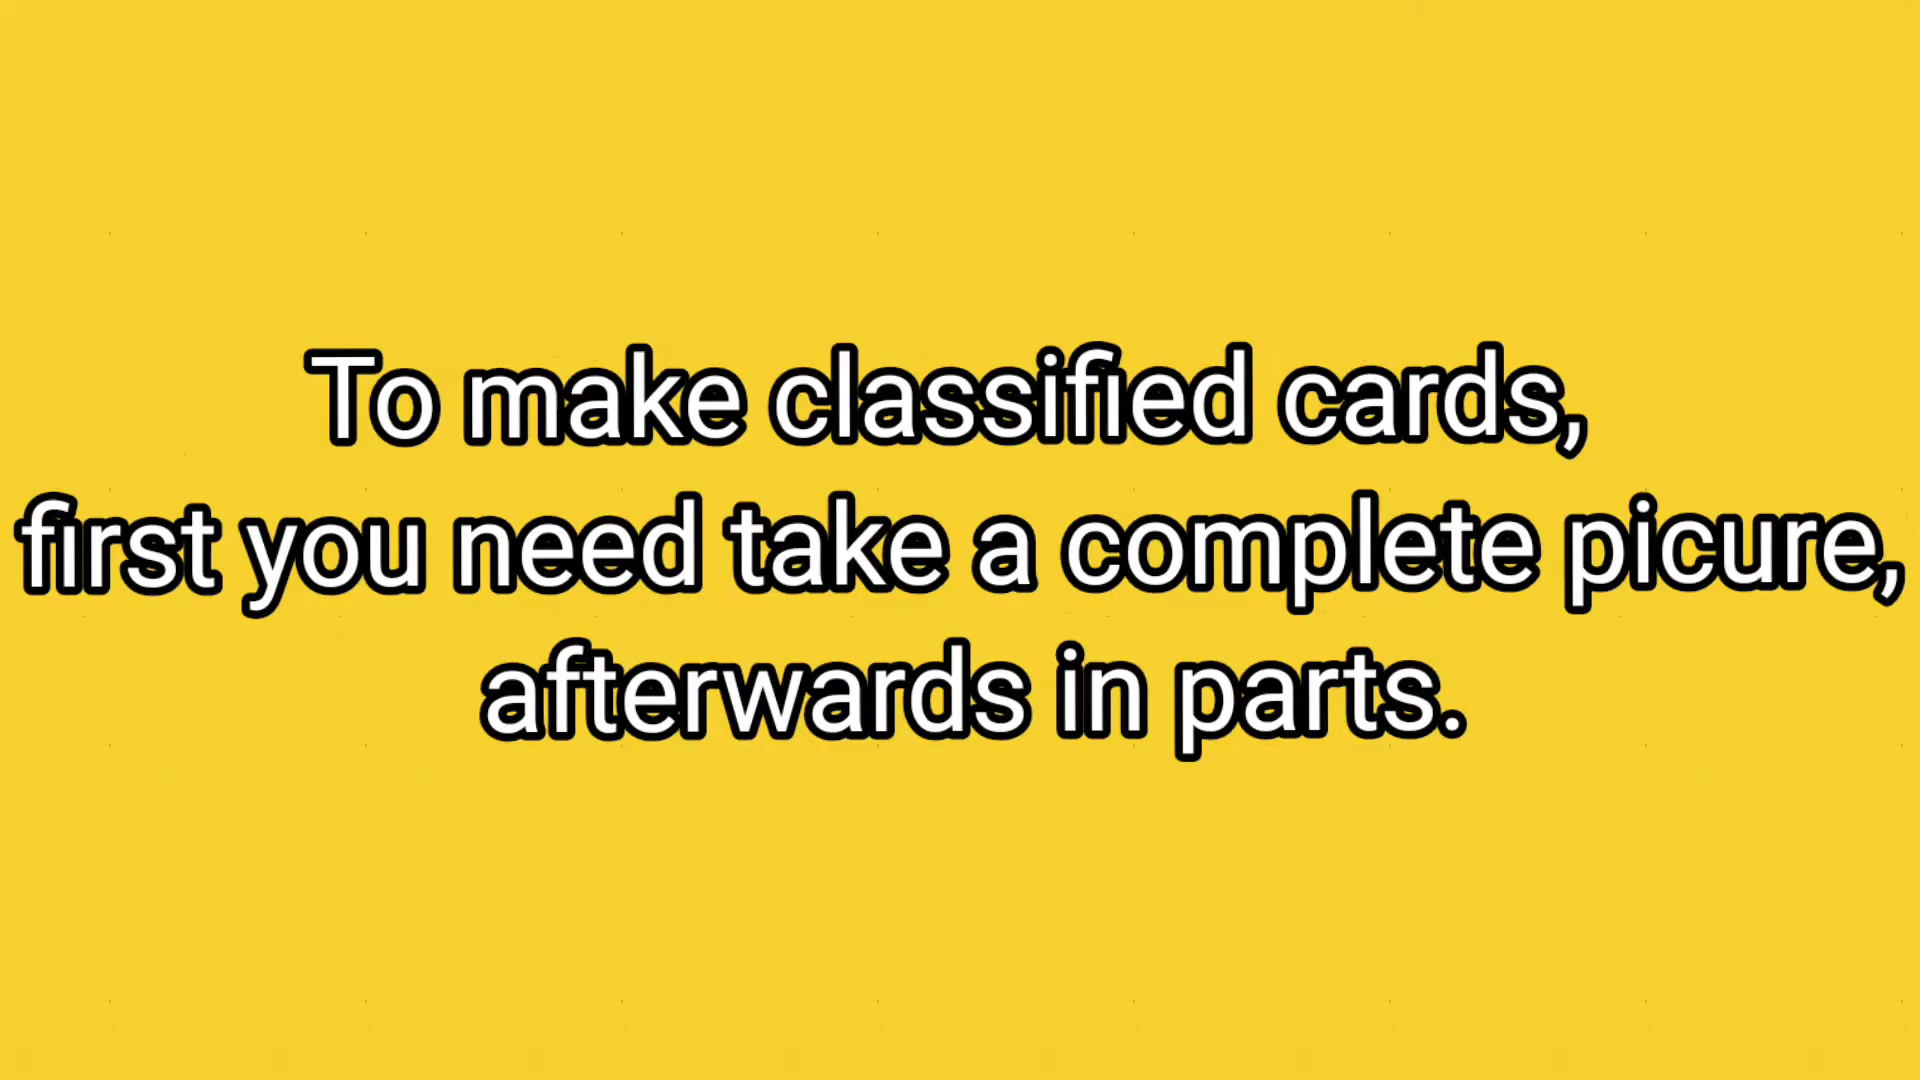 To make classified cards,
first you need take a complete picure,
afterwards in parts.